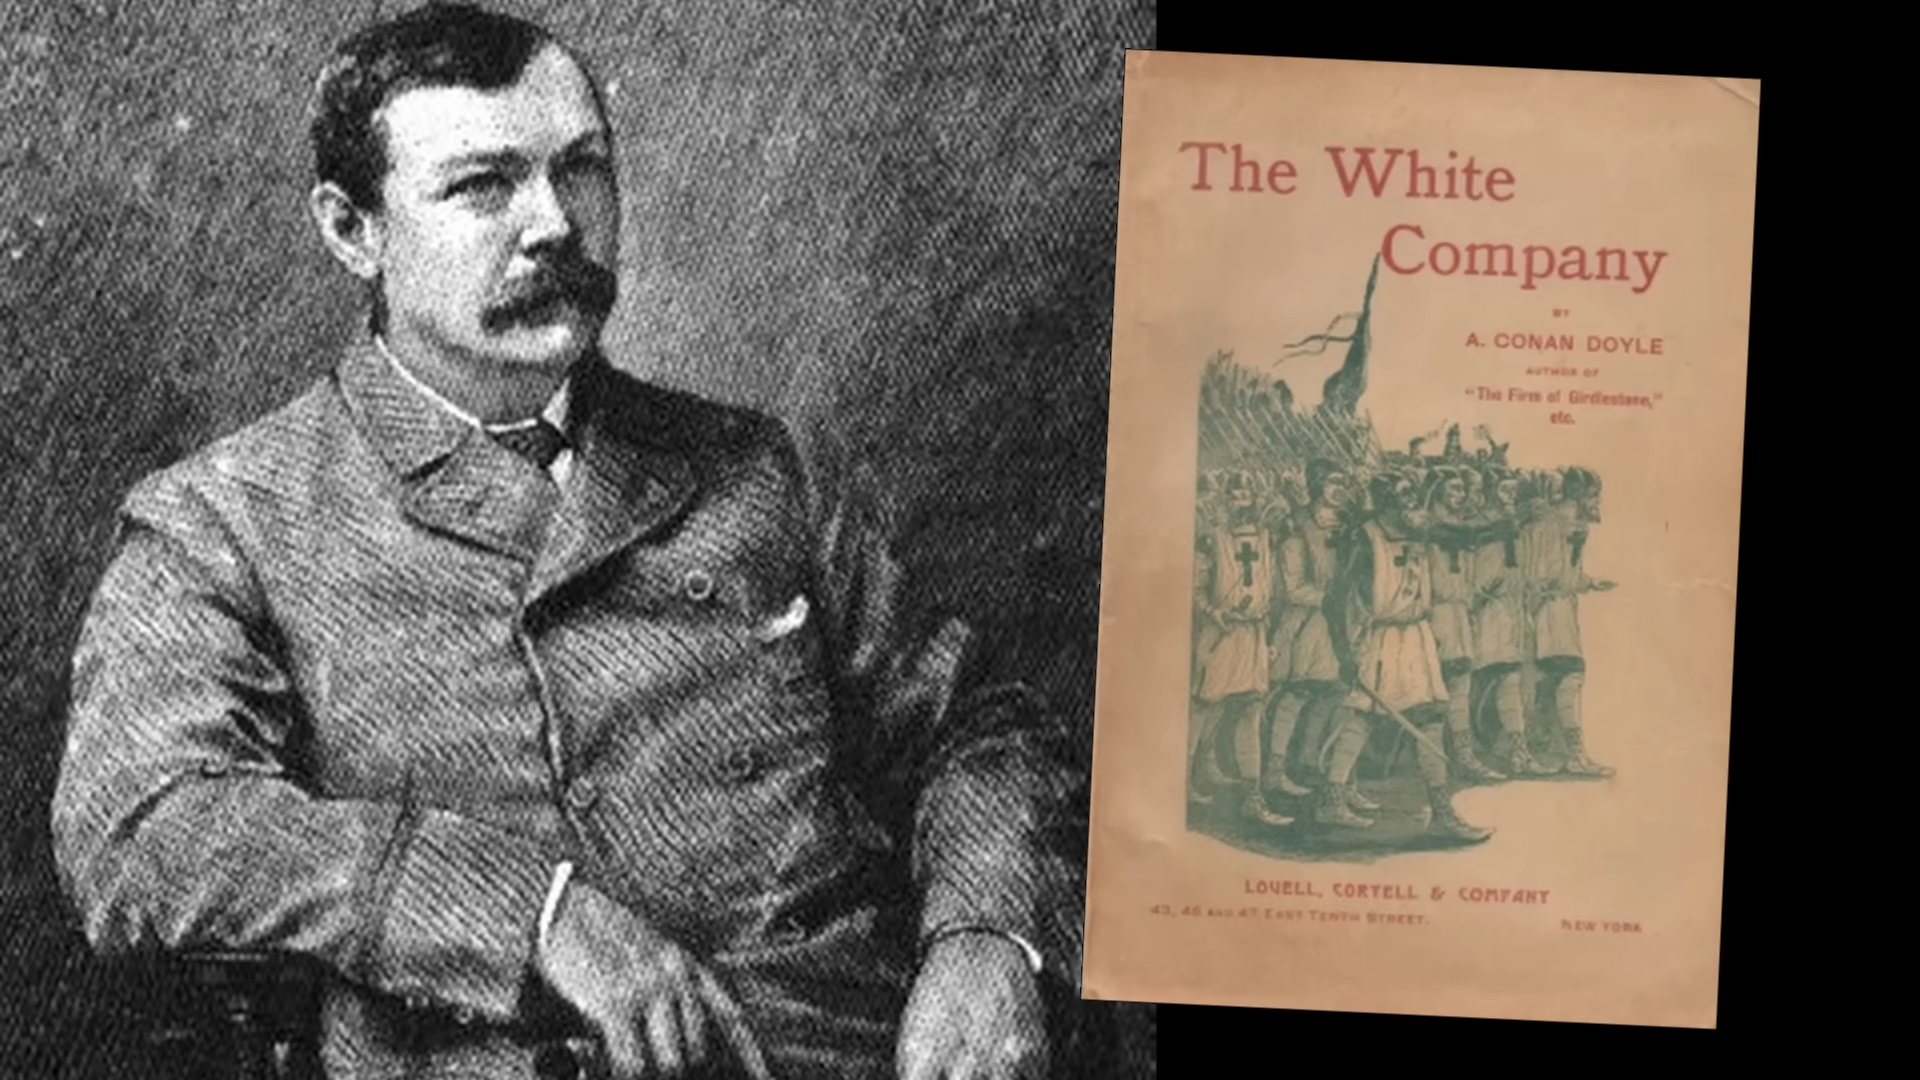 The White
Company
BY
A. CONAN DOYLE
AUTHOR OF
"The Firm of Girdlestone,"
etc.
LOVELL, CORYELL & COMPANY
43, 45 AND 47 EAST TENTH STREET.
NEW YORK